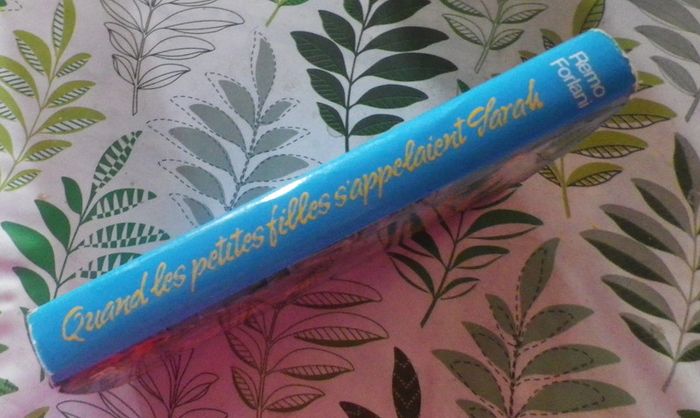 Quand les petites filles s'appelaient Sarah
Remo
Forlani